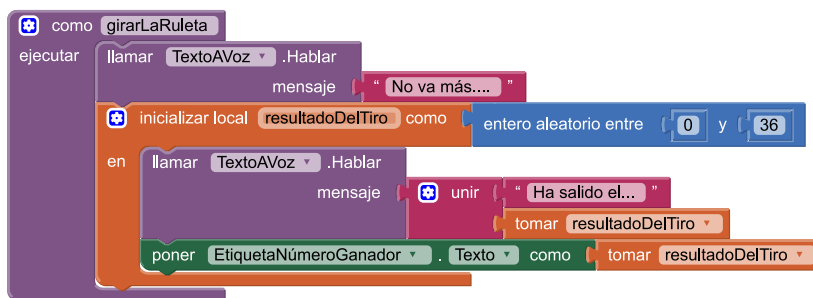 como girarLaRuleta
ejecutar llamar TextoAVoz .Hablar
mensaje “ No va más.... ”
inicializar local resultadoDelTiro como entero aleatorio entre 0 y 36
en llamar TextoAVoz .Hablar
mensaje unir “ Ha salido el... ”
tomar resultadoDelTiro
poner EtiquetaNúmeroGanador . Texto como tomar resultadoDelTiro